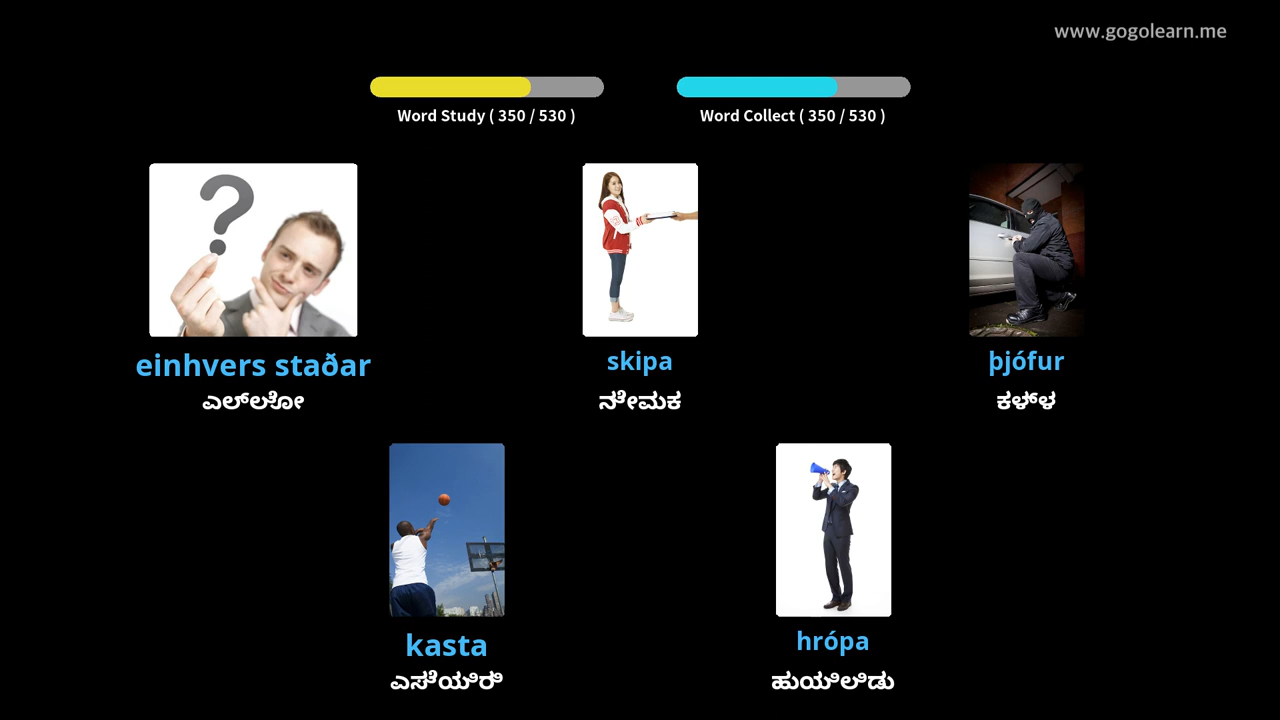 www.gogolearn.me
Word Study ( 350 / 530 )
Word Collect ( 350 / 530 )
einhvers staðar
ಎಲ್ಲೋ
skipa
ನೇಮಕ
þjófur
ಕಳ್ಳ
kasta
ಎಸೆಯಿರಿ
hrópa
ಹುಯಿಲಿಡು